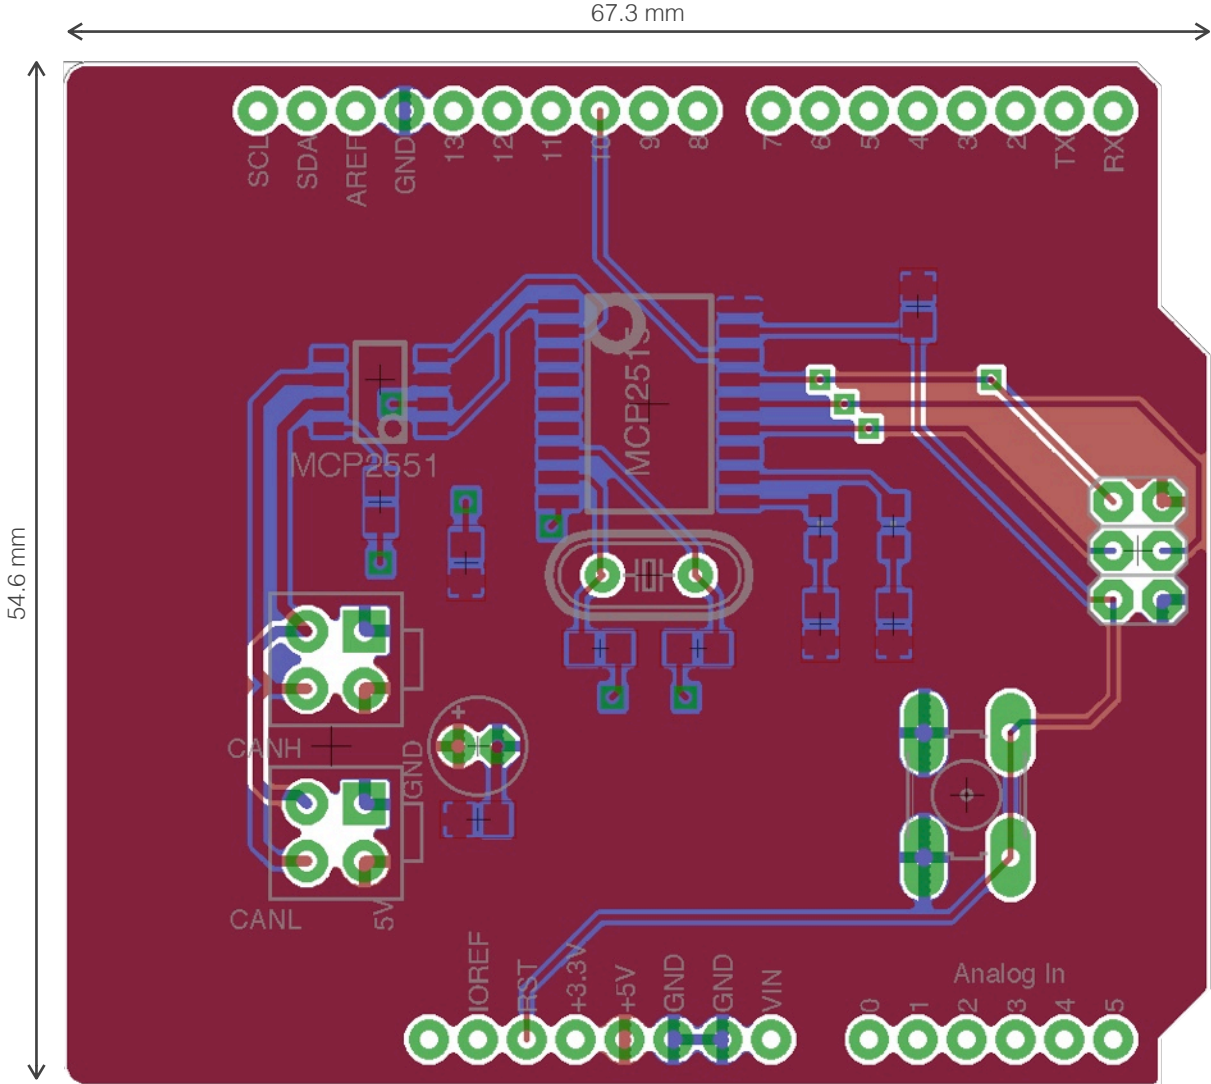 67.3 mm
54.6 mm
SCL
SDA
AREF
GND
13
12
11
10
9
8
7
6
5
4
3
2
TX
RX
MCP2515
MCP2551
+
CANH
GND
CANL
5V
IOREF
RST
+3.3V
+5V
GND
GND
VIN
Analog In
0
1
2
3
4
5